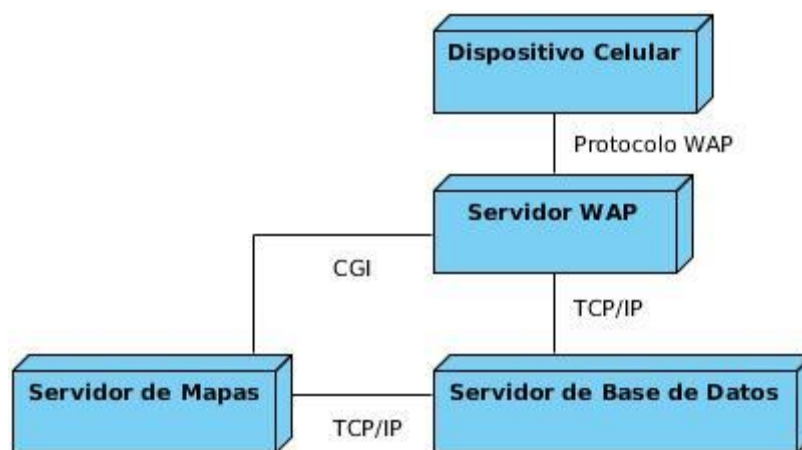 Dispositivo Celular
Protocolo WAP
Servidor WAP
CGI
TCP/IP
Servidor de Mapas
Servidor de Base de Datos
TCP/IP